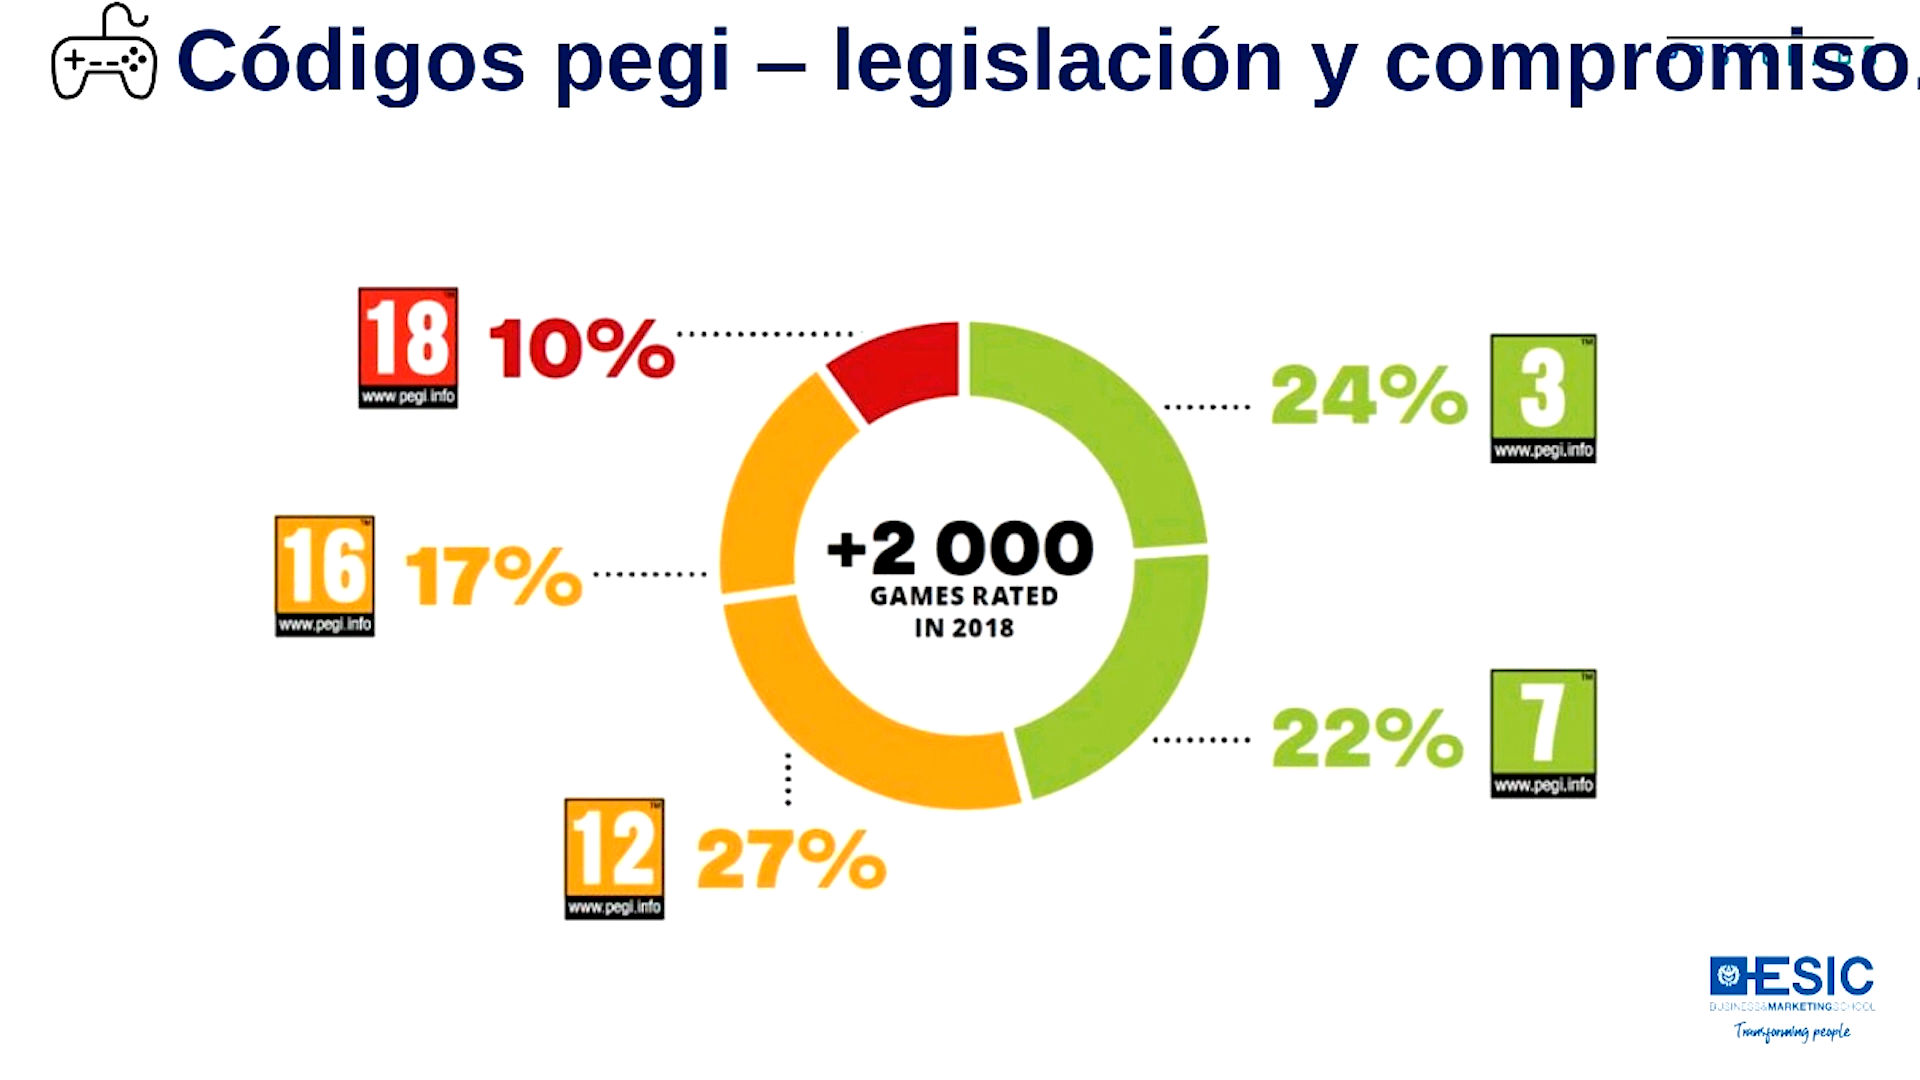 Códigos pegi – legislación y compromiso.
18 10%
www.pegi.info
24% 3
www.pegi.info
16 17%
www.pegi.info
+2 000
GAMES RATED
IN 2018
22% 7
www.pegi.info
12 27%
www.pegi.info
ESIC
BUSINESS&MARKETINGSCHOOL
Transforming people